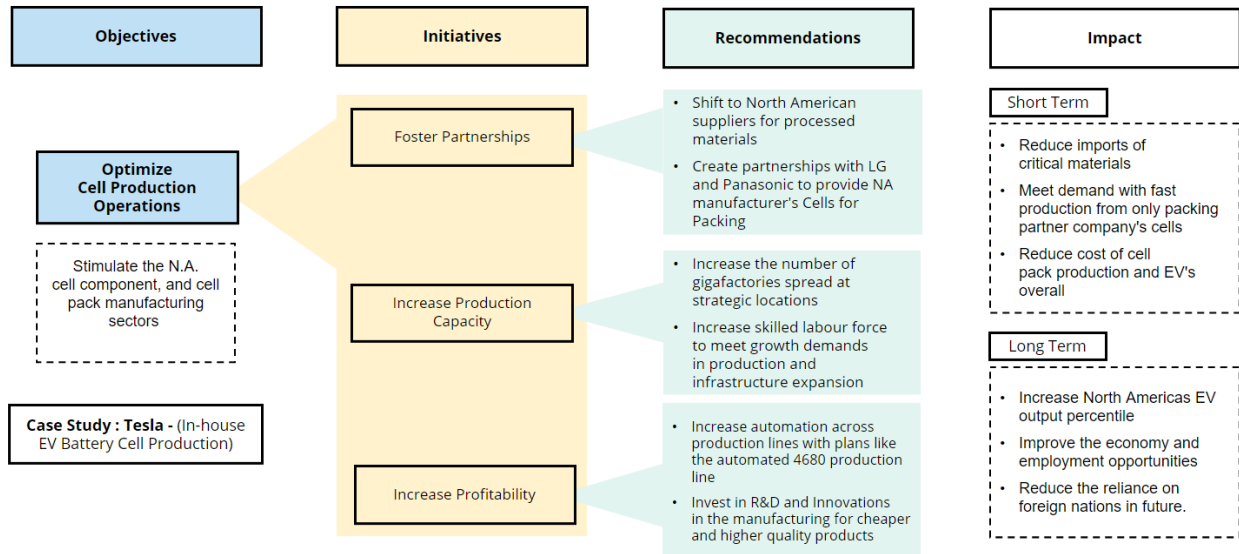 Objectives
Initiatives
Recommendations
Impact
Optimize
Cell Production
Operations
Stimulate the N.A.
cell component, and cell
pack manufacturing
sectors
Case Study : Tesla - (In-house
EV Battery Cell Production)
Foster Partnerships
Increase Production
Capacity
Increase Profitability
• Shift to North American
suppliers for processed
materials
• Create partnerships with LG
and Panasonic to provide NA
manufacturer's Cells for
Packing
• Increase the number of
gigafactories spread at
strategic locations
• Increase skilled labour force
to meet growth demands
in production and
infrastructure expansion
• Increase automation across
production lines with plans like
the automated 4680 production
line
• Invest in R&D and Innovations
in the manufacturing for cheaper
and higher quality products
Short Term
• Reduce imports of
critical materials
• Meet demand with fast
production from only packing
partner company's cells
• Reduce cost of cell
pack production and EV's
overall
Long Term
• Increase North Americas EV
output percentile
• Improve the economy and
employment opportunities
• Reduce the reliance on
foreign nations in future.